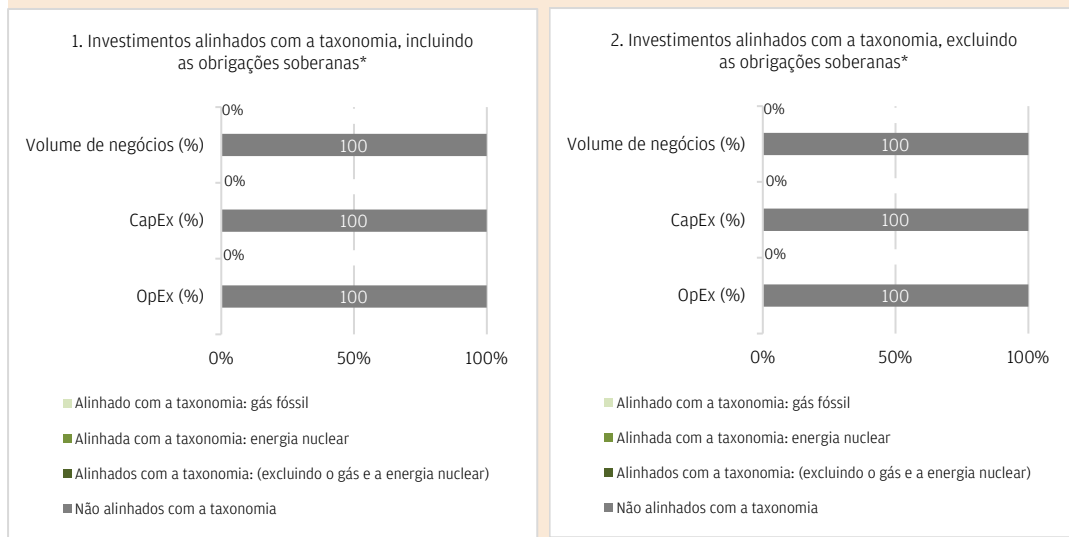 1. Investimentos alinhados com a taxonomia, incluindo
as obrigações soberanas*
0%
Volume de negócios (%)
100
0%
CapEx (%)
100
0%
OpEx (%)
100
0%
50%
100%
Alinhado com a taxonomia: gás fóssil
Alinhada com a taxonomia: energia nuclear
Alinhados com a taxonomia: (excluindo o gás e a energia nuclear)
Não alinhados com a taxonomia
2. Investimentos alinhados com a taxonomia, excluindo
as obrigações soberanas*
0%
Volume de negócios (%)
100
0%
CapEx (%)
100
0%
OpEx (%)
100
0%
50%
100%
Alinhado com a taxonomia: gás fóssil
Alinhada com a taxonomia: energia nuclear
Alinhados com a taxonomia: (excluindo o gás e a energia nuclear)
Não alinhados com a taxonomia